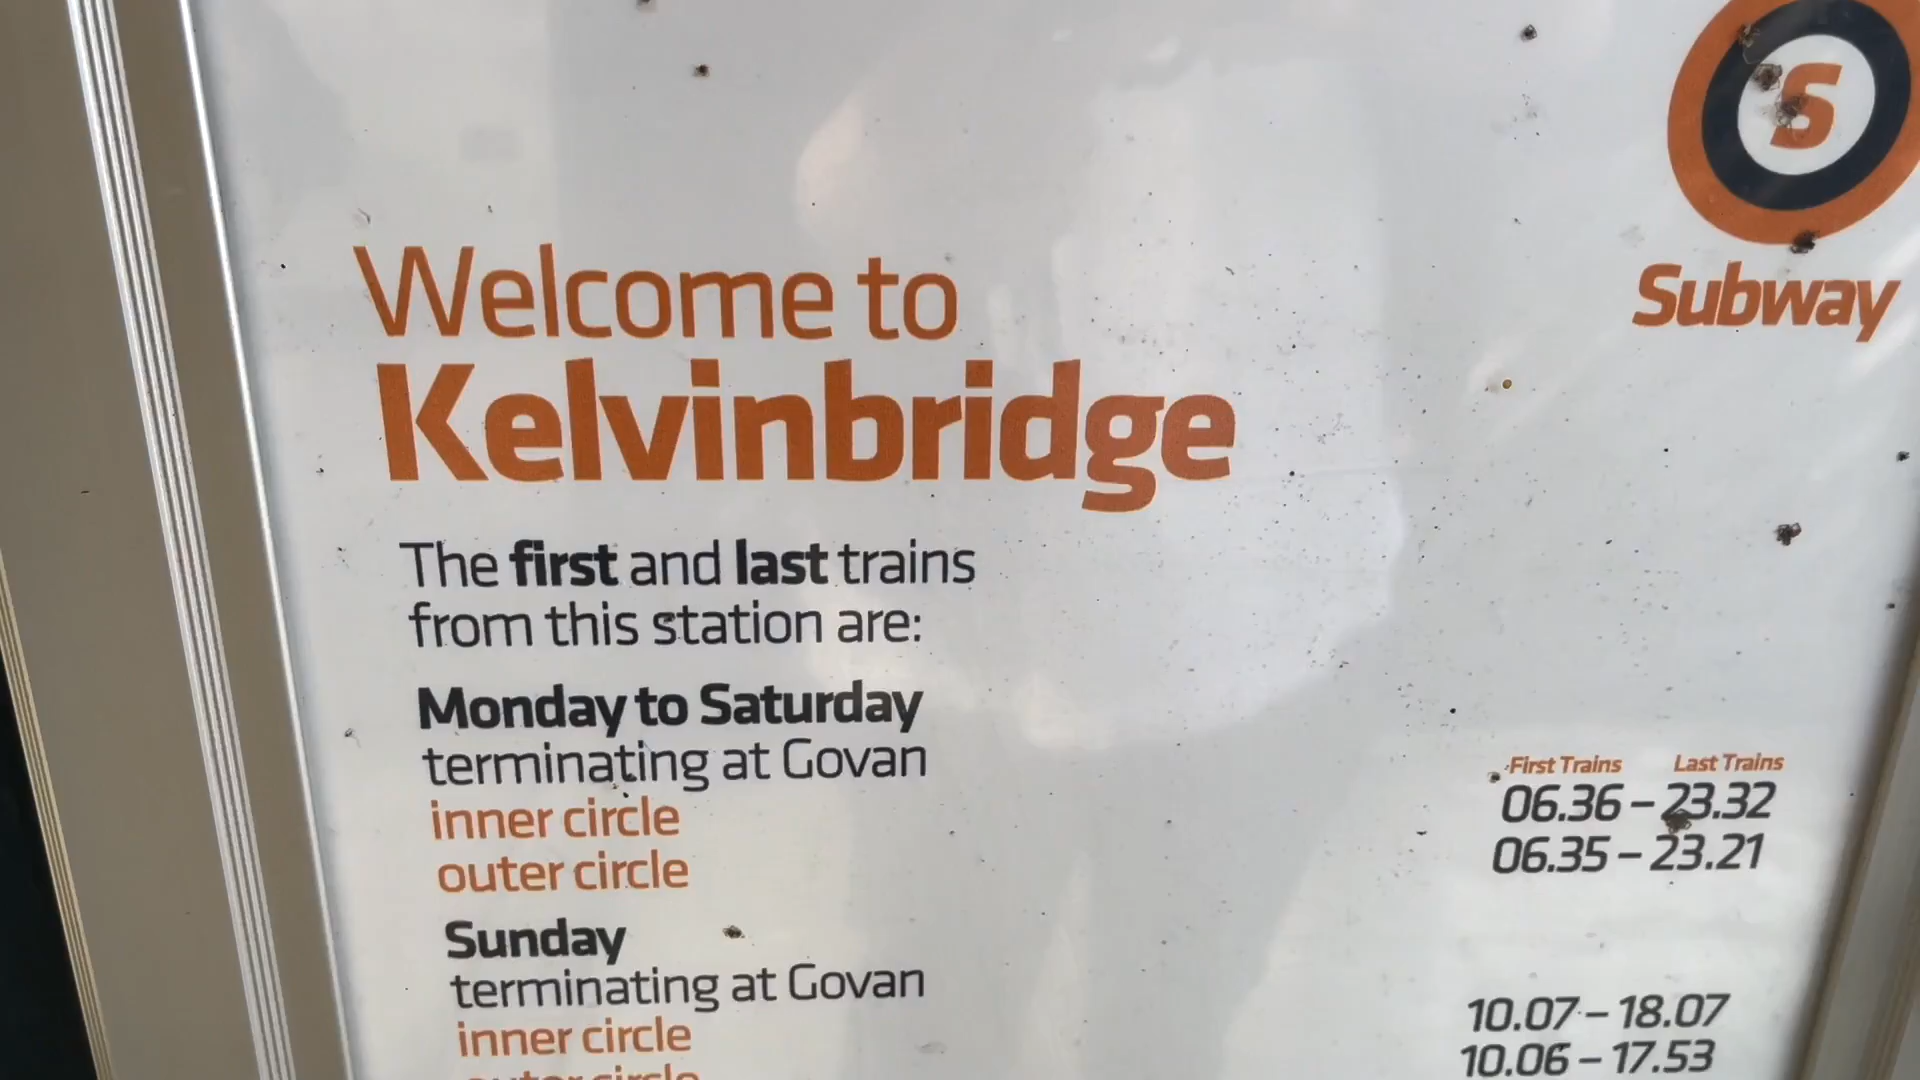 S
Subway
Welcome to
Kelvinbridge
The first and last trains
from this station are:
Monday to Saturday
terminating at Govan
First Trains Last Trains
inner circle 06.36 – 23.32
outer circle 06.35 – 23.21
Sunday
terminating at Govan
inner circle 10.07 – 18.07
outer circle 10.06 – 17.53